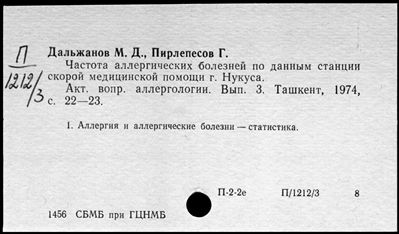 П
1212/3
Дальжанов М. Д., Пирлепесов Г.
Частота аллергических болезней по данным станции
скорой медицинской помощи г. Нукуса.
Акт. вопр. аллергологии. Вып. 3. Ташкент, 1974,
с. 22—23.
1. Аллергия и аллергические болезни — статистика.
П-2-2е П/1212/3 8
1456 СБМБ при ГЦНМБ